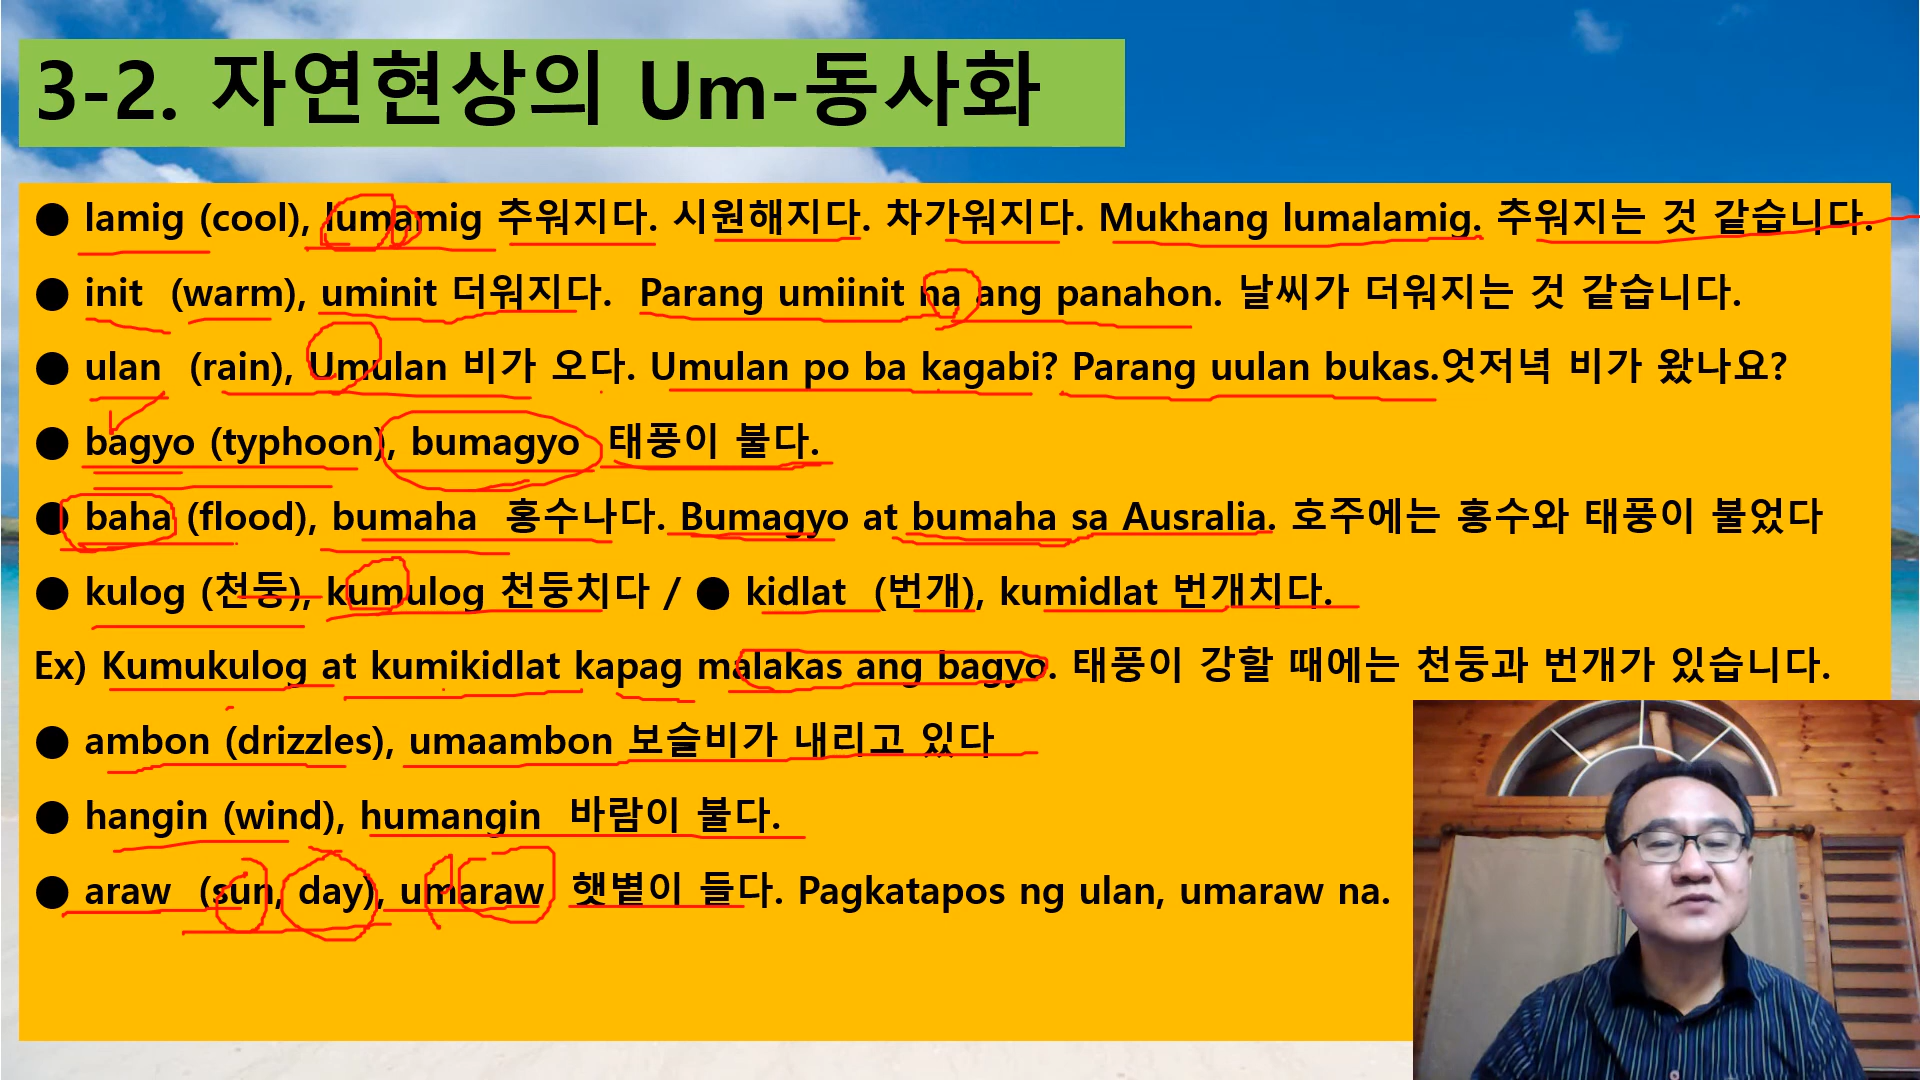 3-2. 자연현상의 Um-동사화
● lamig (cool), lumamig 추워지다. 시원해지다. 차가워지다. Mukhang lumalamig. 추워지는 것 같습니다.
● init (warm), uminit 더워지다. Parang umiinit na ang panahon. 날씨가 더워지는 것 같습니다.
● ulan (rain), Umulan 비가 오다. Umulan po ba kagabi? Parang uulan bukas.엇저녁 비가 왔나요?
● bagyo (typhoon), bumagyo 태풍이 불다.
● baha (flood), bumaha 홍수나다. Bumagyo at bumaha sa Ausralia. 호주에는 홍수와 태풍이 불었다
● kulog (천둥), kumulog 천둥치다 / ● kidlat (번개), kumidlat 번개치다.
Ex) Kumukulog at kumikidlat kapag malakas ang bagyo. 태풍이 강할 때에는 천둥과 번개가 있습니다.
● ambon (drizzles), umaambon 보슬비가 내리고 있다
● hangin (wind), humangin 바람이 불다.
● araw (sun, day), umaraw 햇볕이 들다. Pagkatapos ng ulan, umaraw na.